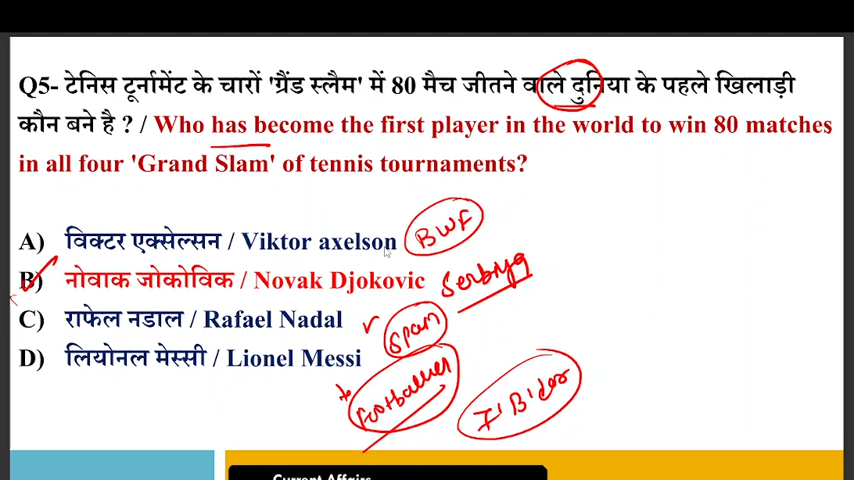 Q5- टेनिस टूर्नामेंट के चारों 'ग्रैंड स्लैम' में 80 मैच जीतने वाले दुनिया के पहले खिलाड़ी
कौन बने है ? / Who has become the first player in the world to win 80 matches
in all four 'Grand Slam' of tennis tournaments?
A) विक्टर एक्सेल्सन / Viktor axelson BWF
B) नोवाक जोकोविक / Novak Djokovic Serbiya
C) राफेल नडाल / Rafael Nadal Spain
D) लियोनल मेस्सी / Lionel Messi
Footballer
Current Affairs